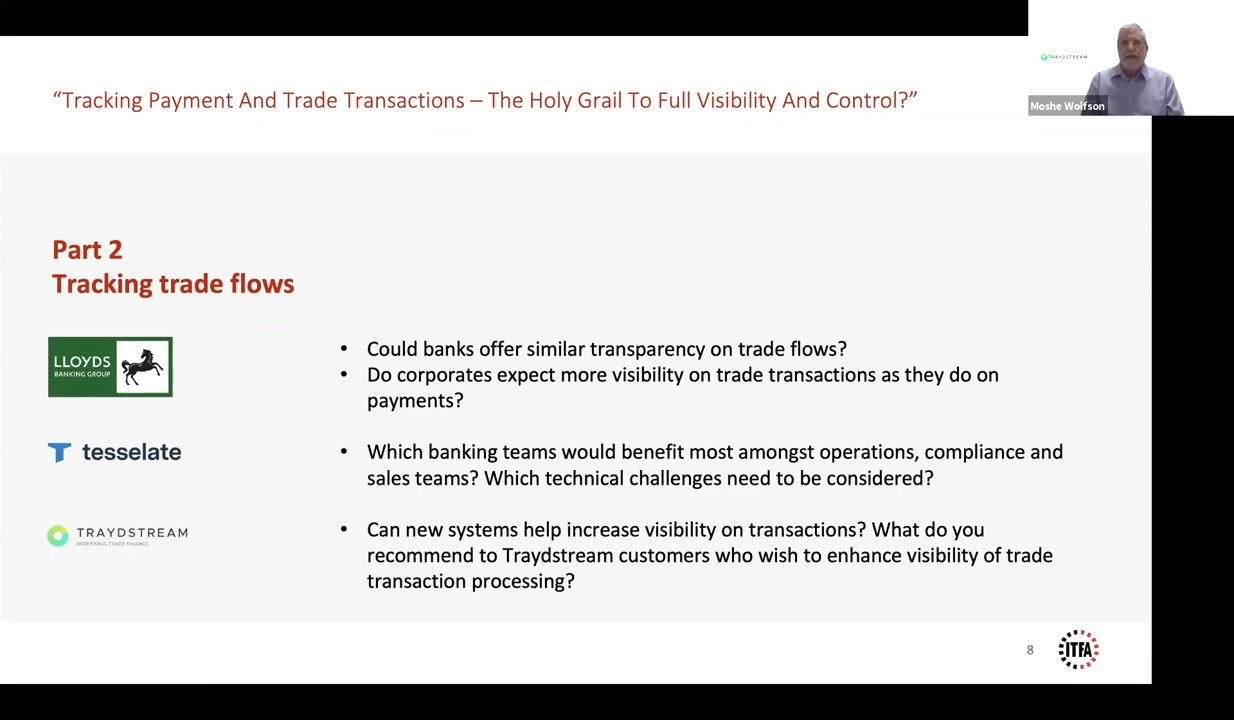 TRAYDSTREAM
Moshe Wolfson
“Tracking Payment And Trade Transactions – The Holy Grail To Full Visibility And Control?”
Part 2
Tracking trade flows
LLOYDS
BANKING GROUP
• Could banks offer similar transparency on trade flows?
• Do corporates expect more visibility on trade transactions as they do on
payments?
tesselate
• Which banking teams would benefit most amongst operations, compliance and
sales teams? Which technical challenges need to be considered?
TRAYDSTREAM
REDEFINING TRADE FINANCE
• Can new systems help increase visibility on transactions? What do you
recommend to Traydstream customers who wish to enhance visibility of trade
transaction processing?
8
ITFA